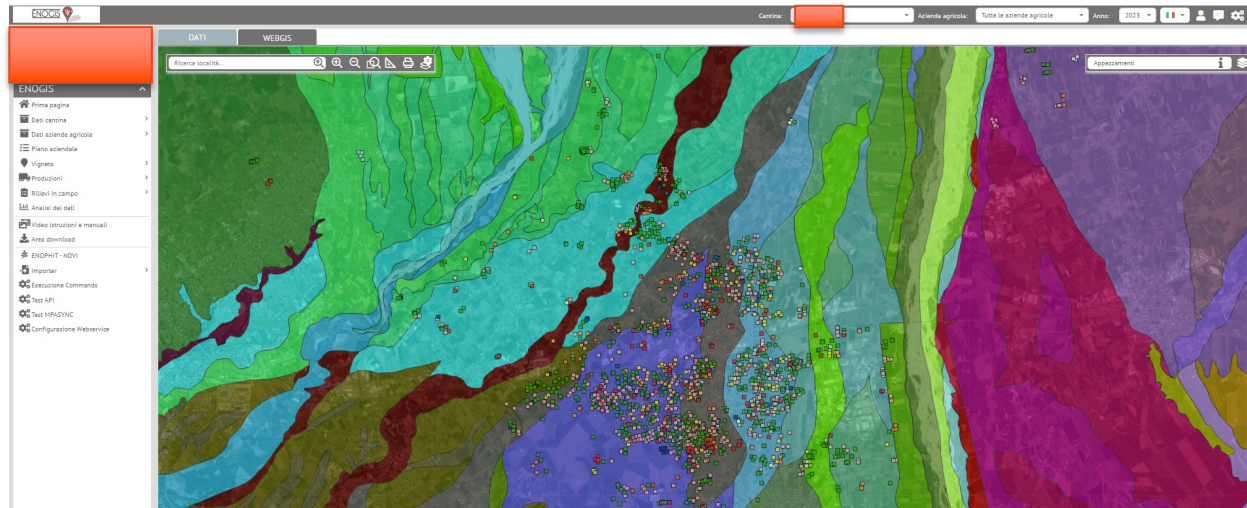 ENOGIS
Cantina:
Azienda agricola:
Tutte le aziende agricole
Anno:
2023
DATI
WEBGIS
Ricerca località...
Appezzamenti
ENOGIS
Prima pagina
Dati cantina
Dati aziende agricole
Piano aziendale
Vigneto
Produzioni
Rilievi in campo
Analisi dei dati
Video istruzioni e manuali
Area download
ENOPHIT - NDVI
Importer
Esecuzione Commands
Test API
Test MPASYNC
Configurazione Webservice